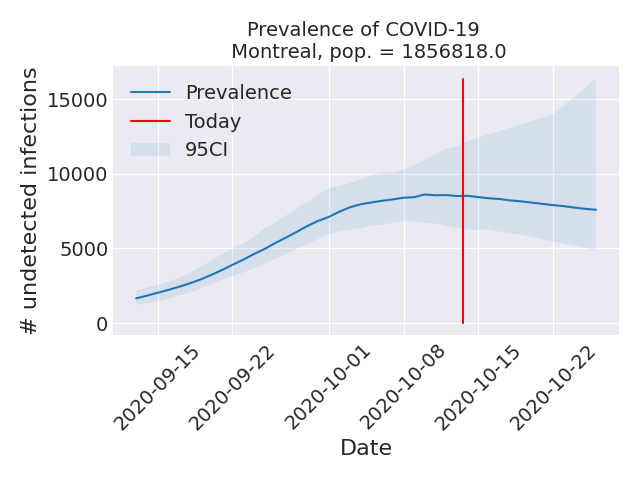 Prevalence of COVID-19
Montreal, pop. = 1856818.0
# undetected infections
15000
10000
5000
0
Prevalence
Today
95CI
2020-09-15
2020-09-22
2020-10-01
2020-10-08
2020-10-15
2020-10-22
Date